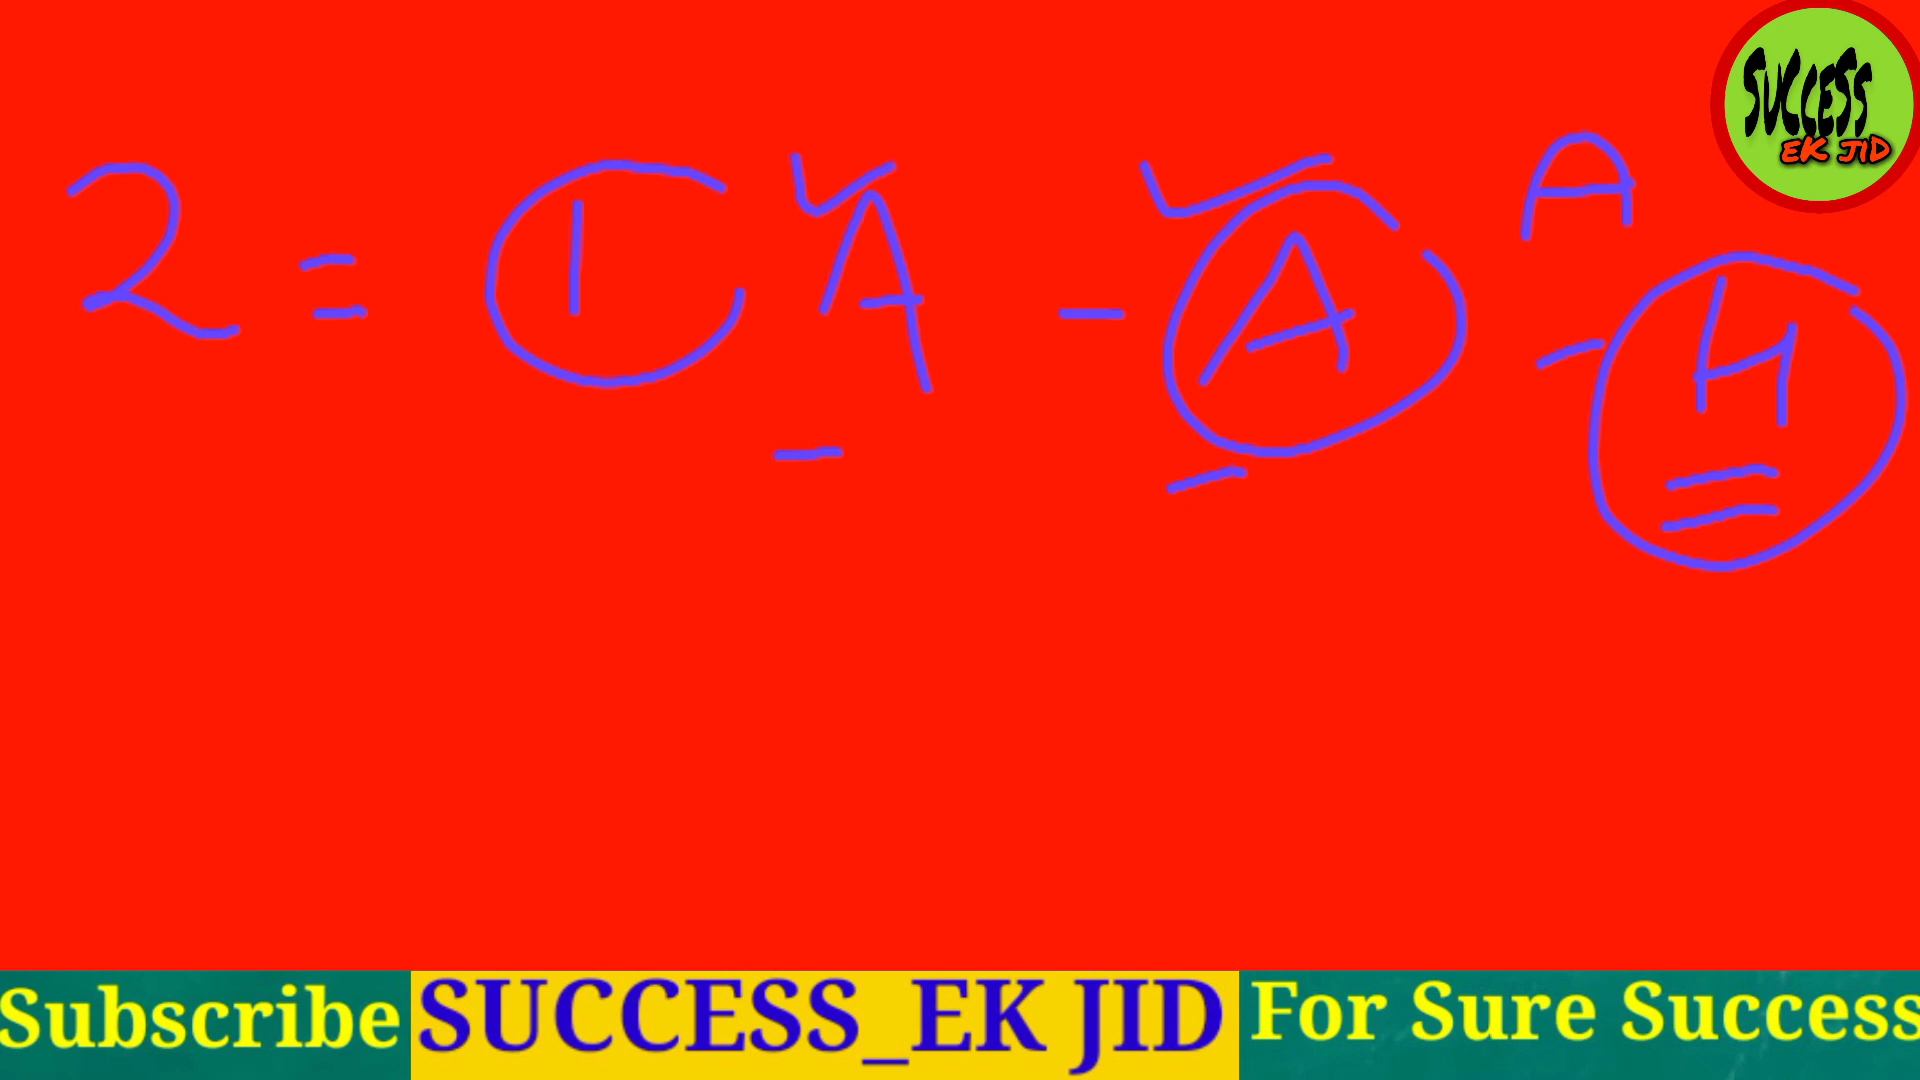 SUCCESS
EK JID
A
2 = 1 A - A - H
Subscribe SUCCESS_EK JID For Sure Success